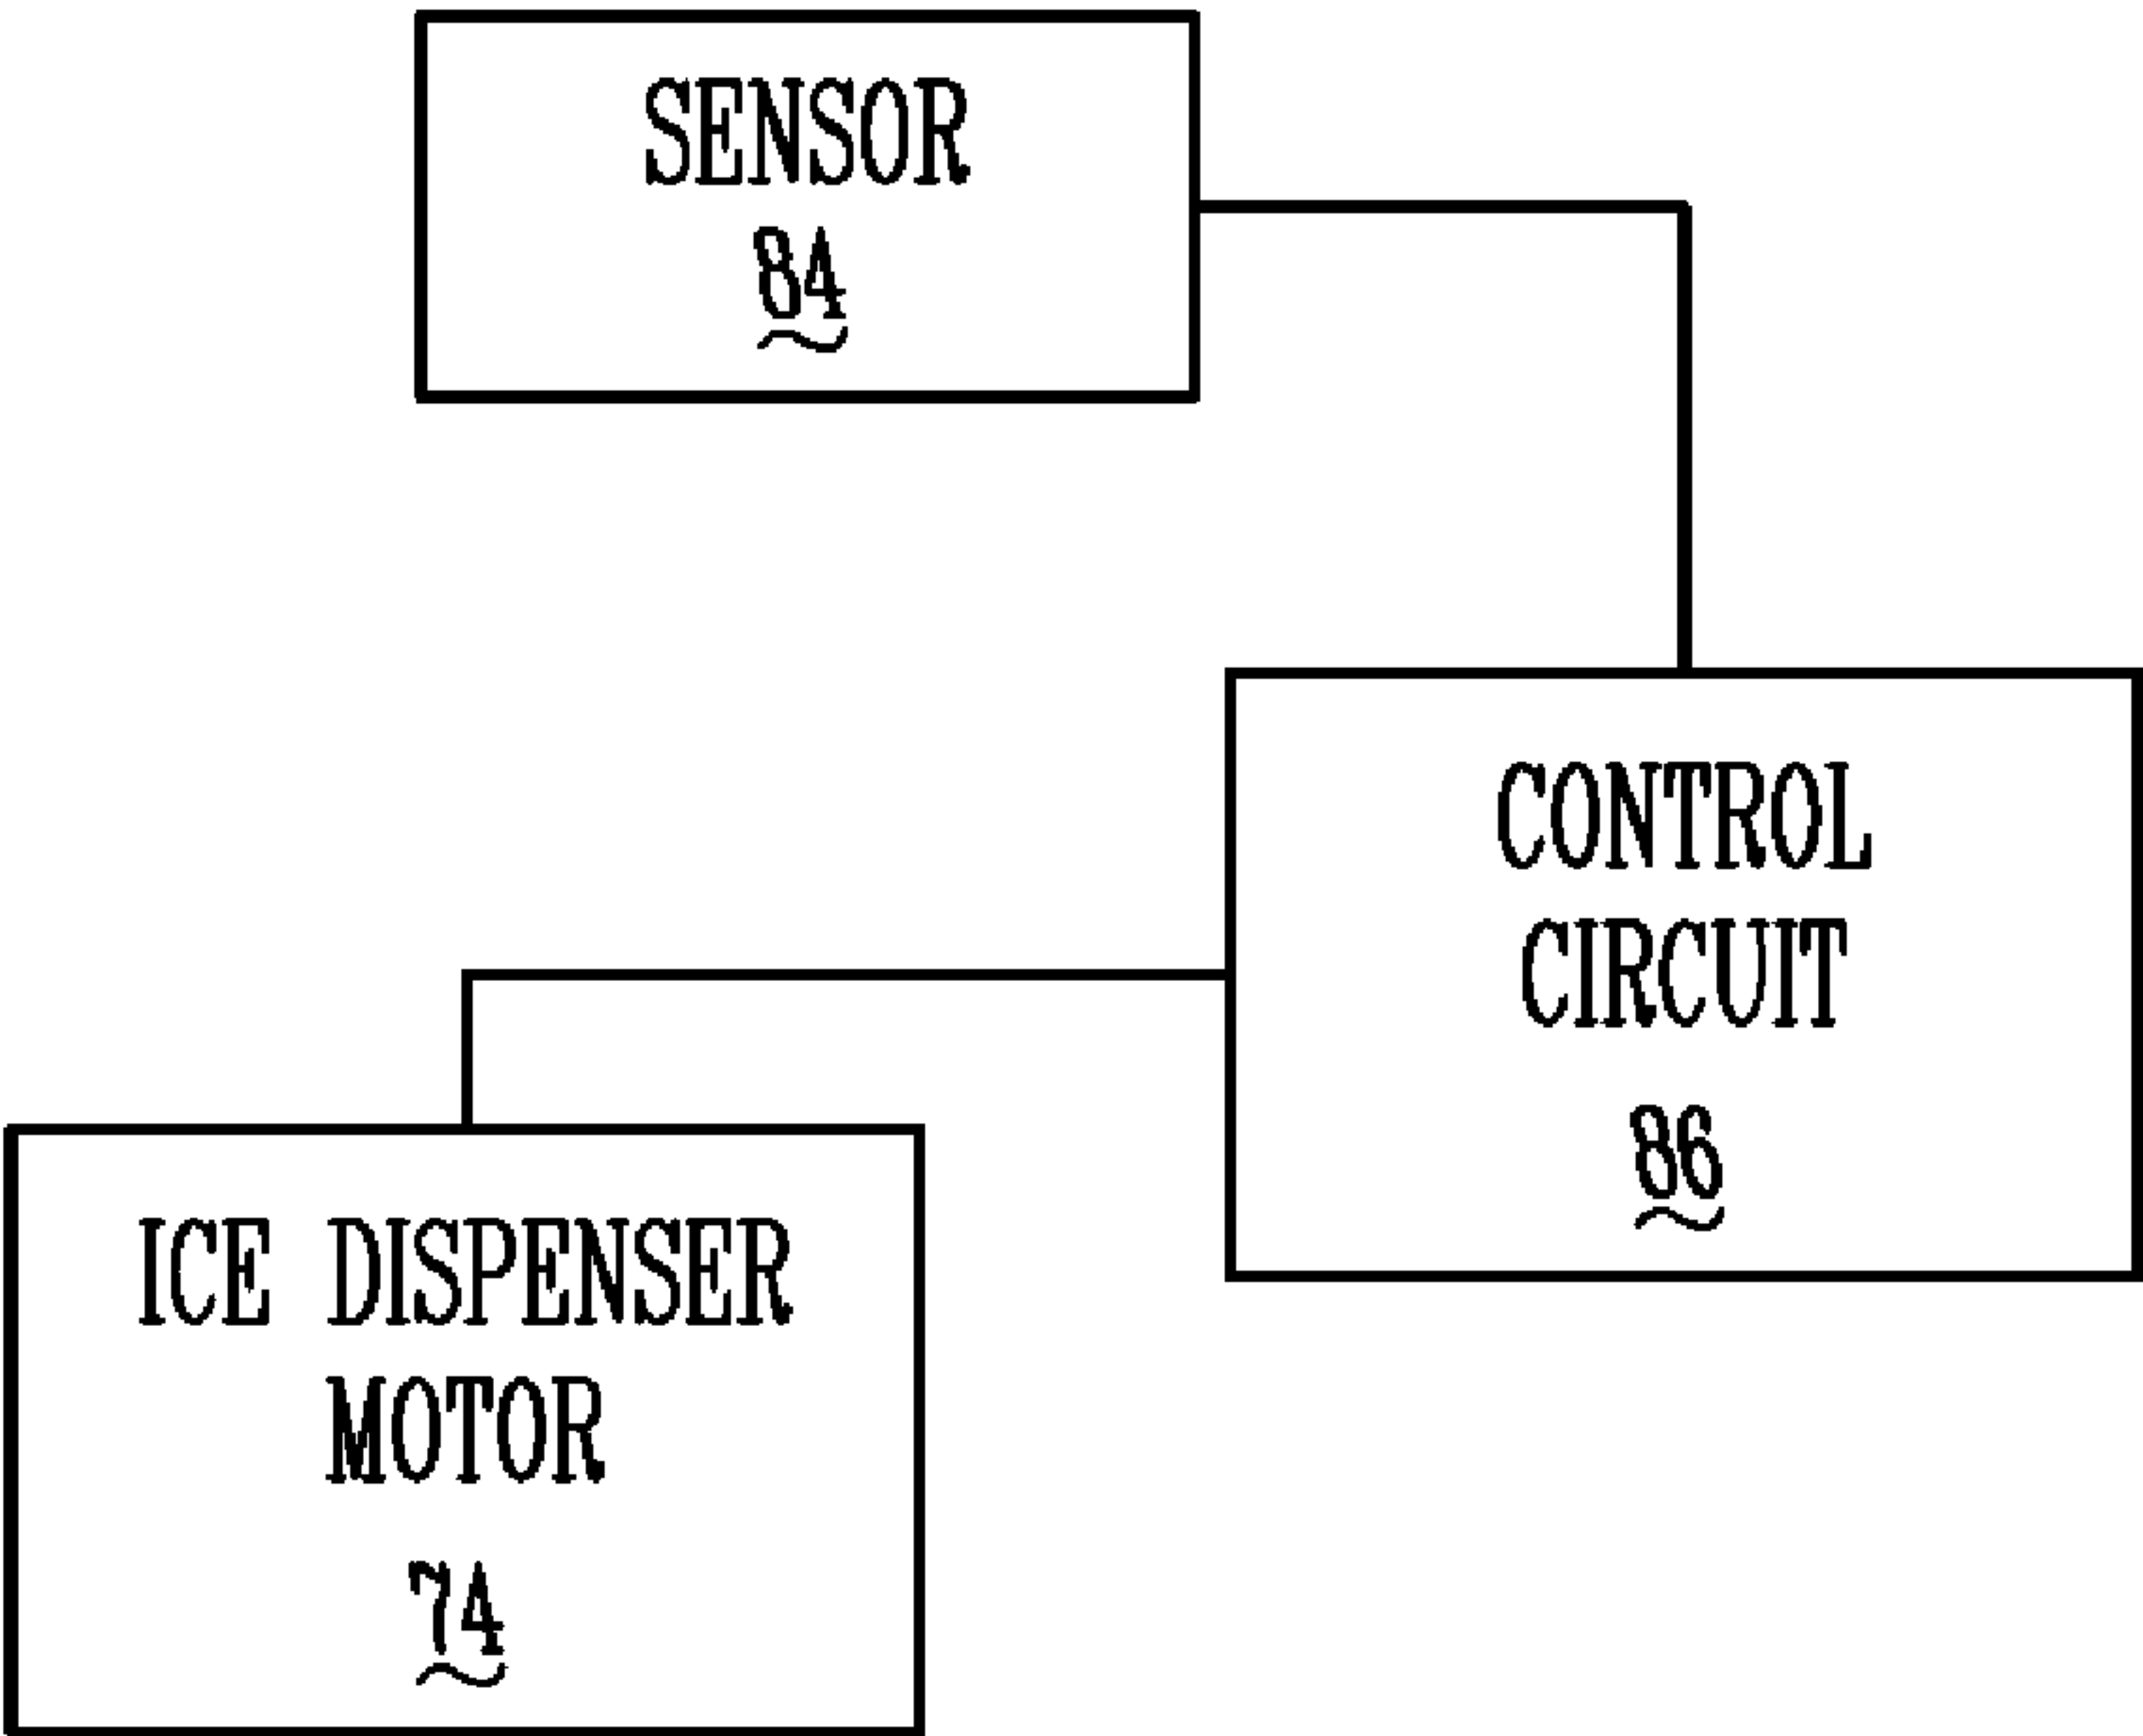 SENSOR
84
CONTROL
CIRCUIT
86
ICE DISPENSER
MOTOR
74